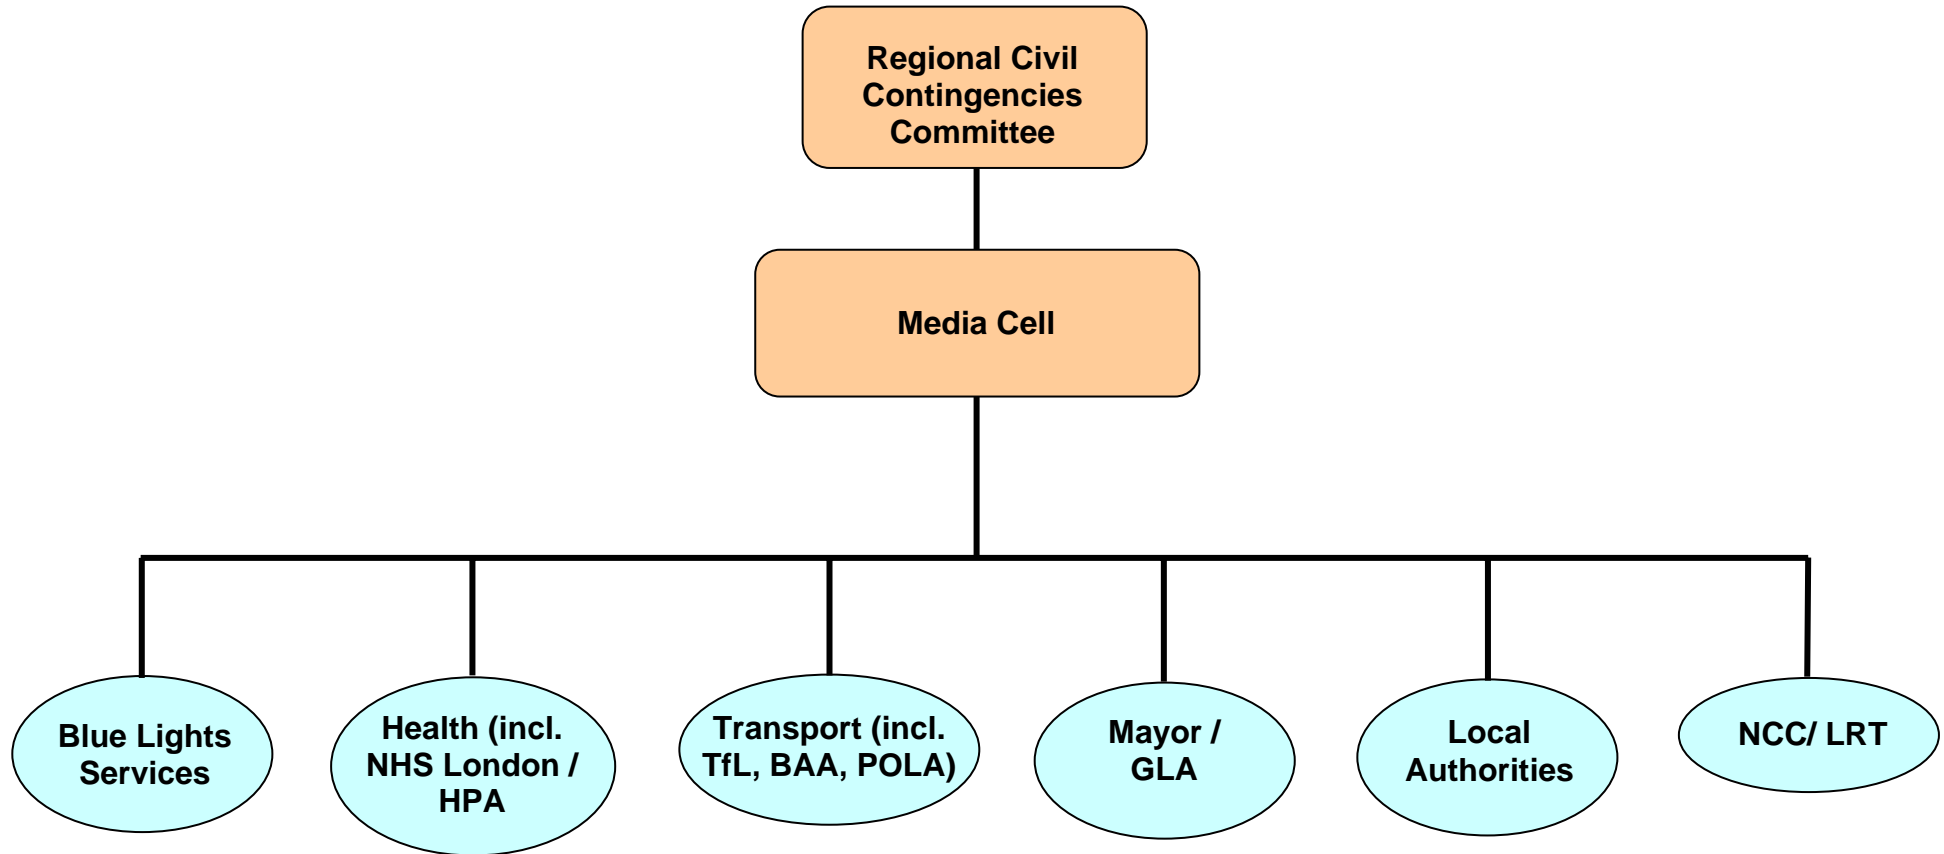 Regional Civil
Contingencies
Committee
Media Cell
Blue Lights
Services
Health (incl.
NHS London /
HPA
Transport (incl.
TfL, BAA, POLA)
Mayor /
GLA
Local
Authorities
NCC/ LRT